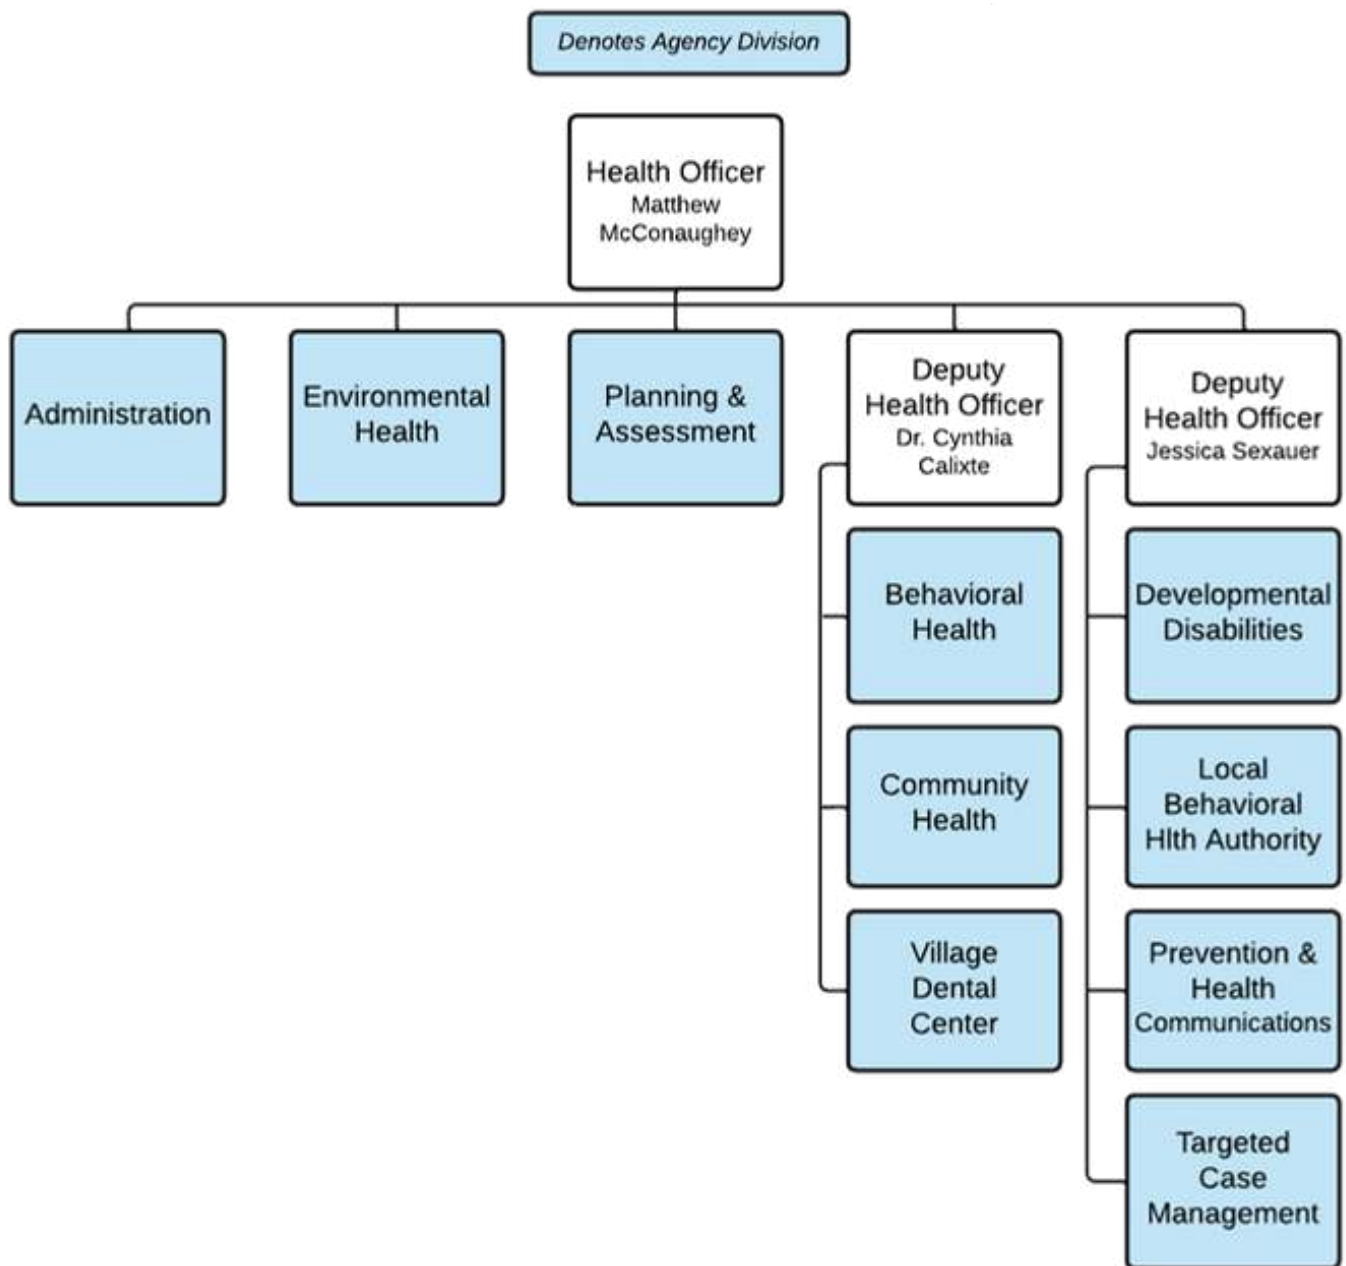 Denotes Agency Division
Health Officer
Matthew
McConaughey
Administration
Environmental
Health
Planning &
Assessment
Deputy
Health Officer
Dr. Cynthia
Calixte
Deputy
Health Officer
Jessica Sexauer
Behavioral
Health
Community
Health
Village
Dental
Center
Developmental
Disabilities
Local
Behavioral
Hlth Authority
Prevention &
Health
Communications
Targeted
Case
Management